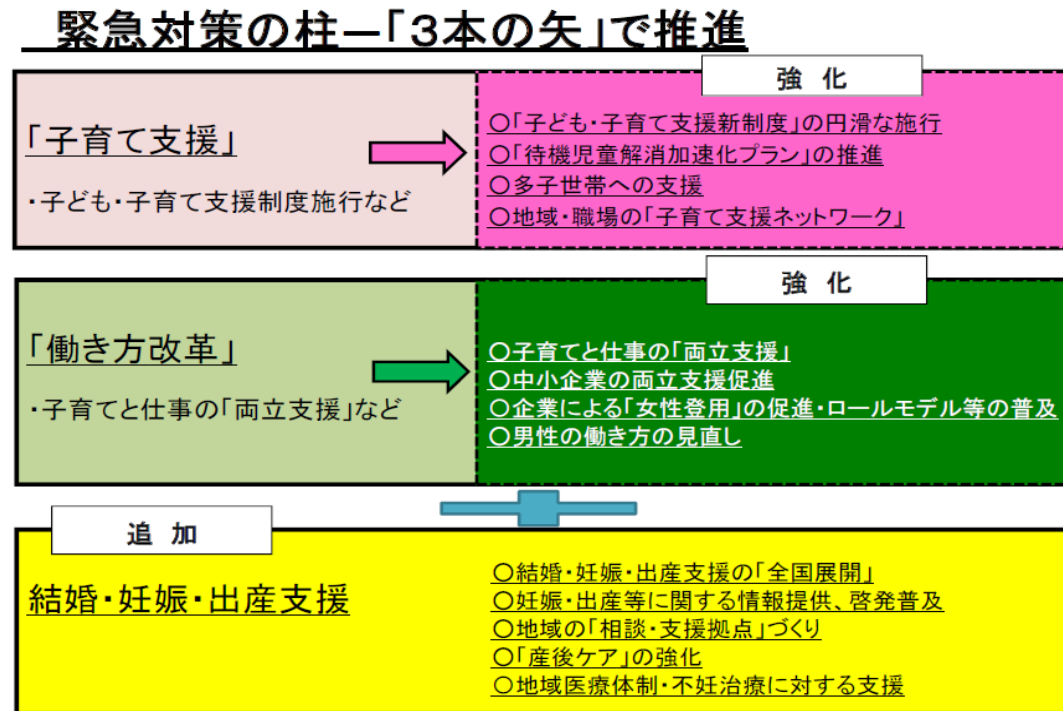 緊急対策の柱―「３本の矢」で推進
強 化
「子育て支援」
・子ども・子育て支援制度施行など
○「子ども・子育て支援新制度」の円滑な施行
○「待機児童解消加速化プラン」の推進
○多子世帯への支援
○地域・職場の「子育て支援ネットワーク」
強 化
「働き方改革」
・子育てと仕事の「両立支援」など
○子育てと仕事の「両立支援」
○中小企業の両立支援促進
○企業による「女性登用」の促進・ロールモデル等の普及
○男性の働き方の見直し
追 加
結婚・妊娠・出産支援
○結婚・妊娠・出産支援の「全国展開」
○妊娠・出産等に関する情報提供、啓発普及
○地域の「相談・支援拠点」づくり
○「産後ケア」の強化
○地域医療体制・不妊治療に対する支援